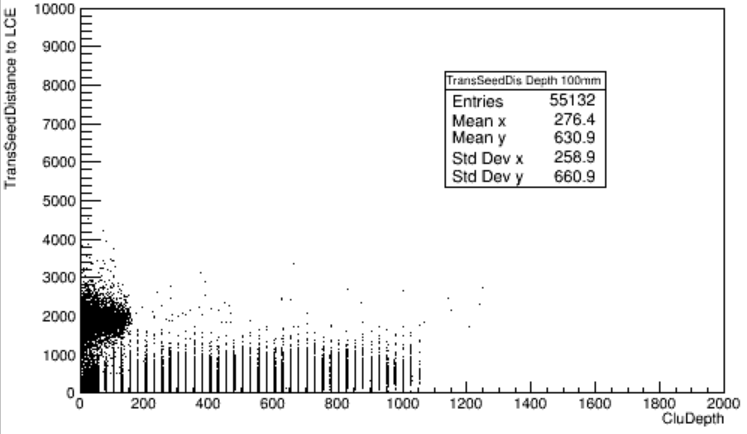 TransSeedDistance to LCE
10000
9000
8000
7000
6000
5000
4000
3000
2000
1000
0
TransSeedDis Depth 100mm
Entries 55132
Mean x 276.4
Mean y 630.9
Std Dev x 258.9
Std Dev y 660.9
0 200 400 600 800 1000 1200 1400 1600 1800 2000
CluDepth